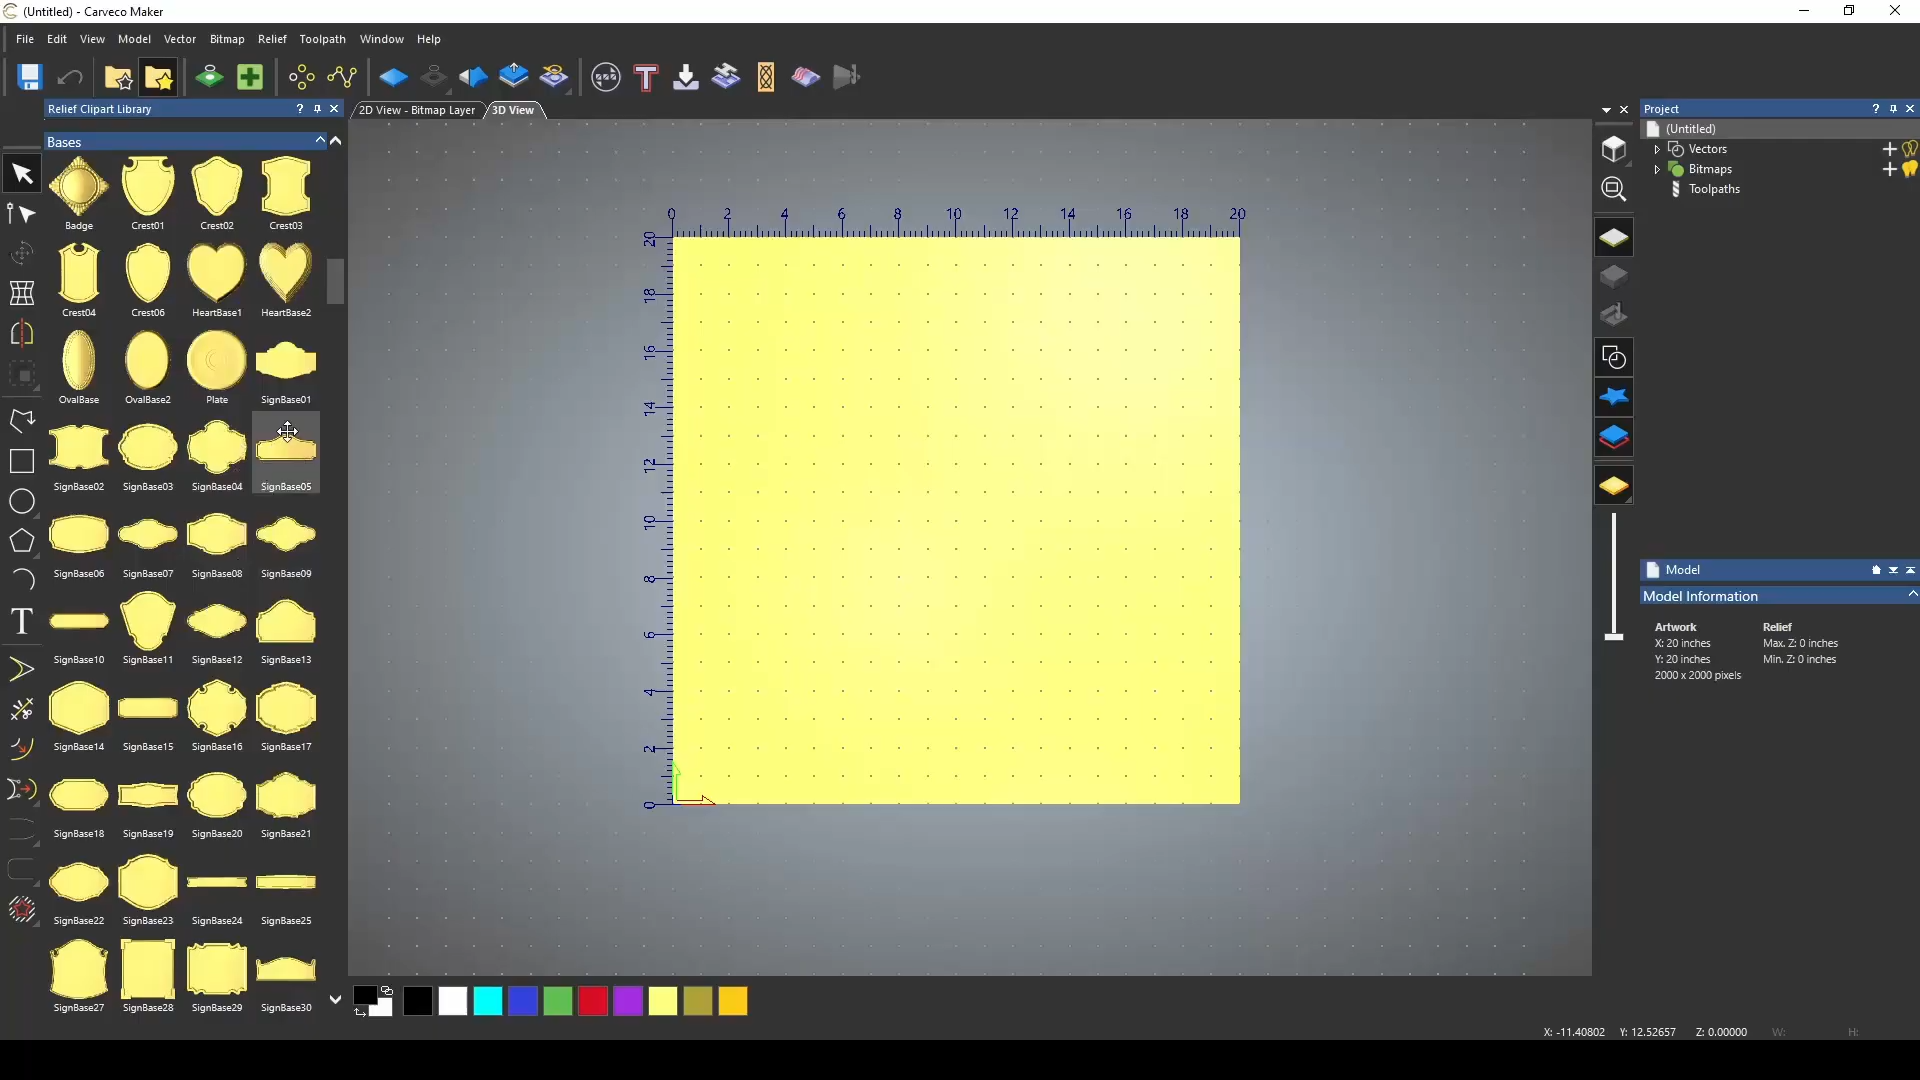 (Untitled) - Carveco Maker
File Edit View Model Vector Bitmap Relief Toolpath Window Help
Relief Clipart Library ?
2D View - Bitmap Layer 3D View
Project ?
Bases
(Untitled)
Vectors
Bitmaps
Toolpaths
Badge Crest01 Crest02 Crest03
Crest04 Crest06 HeartBase1 HeartBase2
OvalBase OvalBase2 Plate SignBase01
SignBase02 SignBase03 SignBase04 SignBase05
SignBase06 SignBase07 SignBase08 SignBase09
SignBase10 SignBase11 SignBase12 SignBase13
SignBase14 SignBase15 SignBase16 SignBase17
SignBase18 SignBase19 SignBase20 SignBase21
SignBase22 SignBase23 SignBase24 SignBase25
SignBase27 SignBase28 SignBase29 SignBase30
T
T
0 2 4 6 8 10 12 14 16 18 20
20
18
16
14
12
10
8
6
4
2
0
Model
Model Information
Artwork Relief
X: 20 inches Max. Z: 0 inches
Y: 20 inches Min. Z: 0 inches
2000 x 2000 pixels
X: -11.40802 Y: 12.52657 Z: 0.00000 W: H: